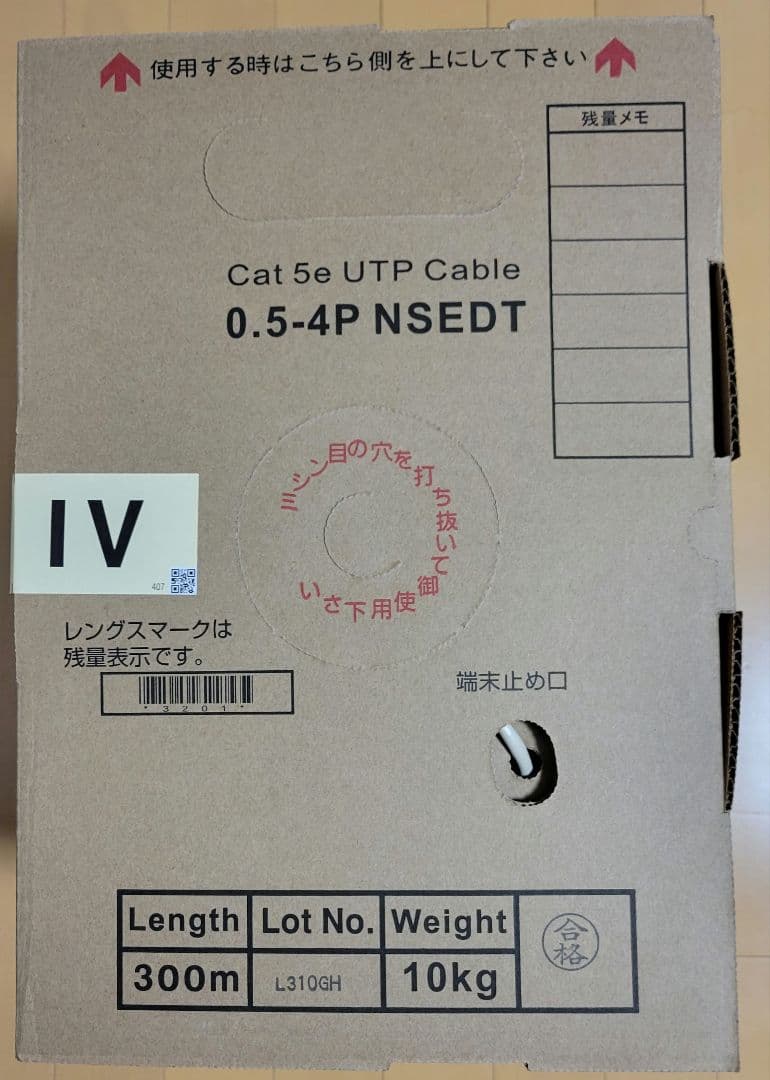 使用する時はこちら側を上にして下さい
残量メモ
Cat 5e UTP Cable
0.5-4P NSEDT
ミシン目の穴を打ち抜いて御使用下さい
IV
407
レングスマークは
残量表示です。
*3201*
端末止め口
Length Lot No. Weight
300m L310GH 10kg
合格